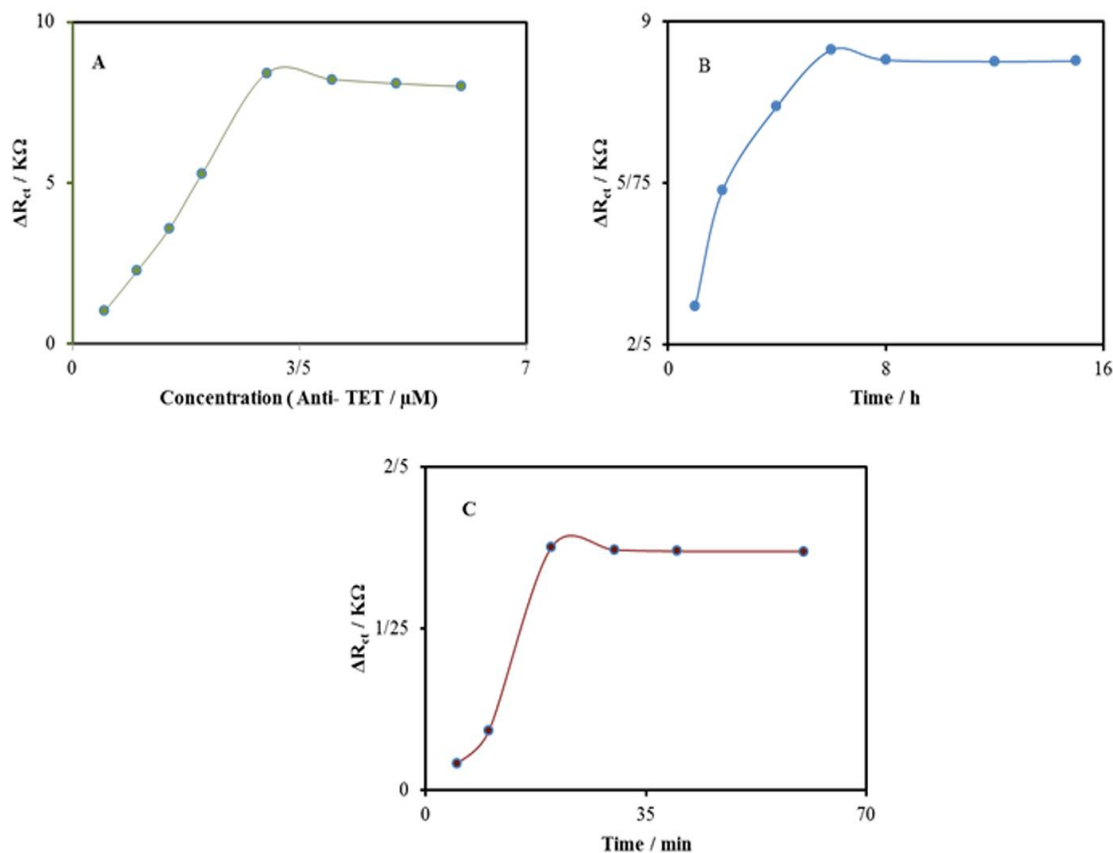 A
10
5
0
ΔRct / KΩ
0
3/5
7
Concentration ( Anti- TET / μM)
B
9
5/75
2/5
ΔRct / KΩ
0
8
16
Time / h
C
2/5
1/25
0
ΔRct / KΩ
0
35
70
Time / min